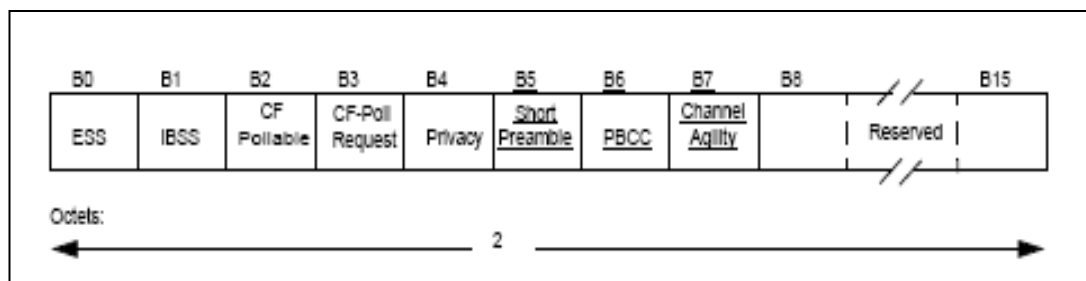 B0 B1 B2 B3 B4 B5 B6 B7 B8 B15
ESS IBSS CF Pollable CF-Poll Request Privacy Short Preamble PBCC Channel Agility Reserved
Octets:
2